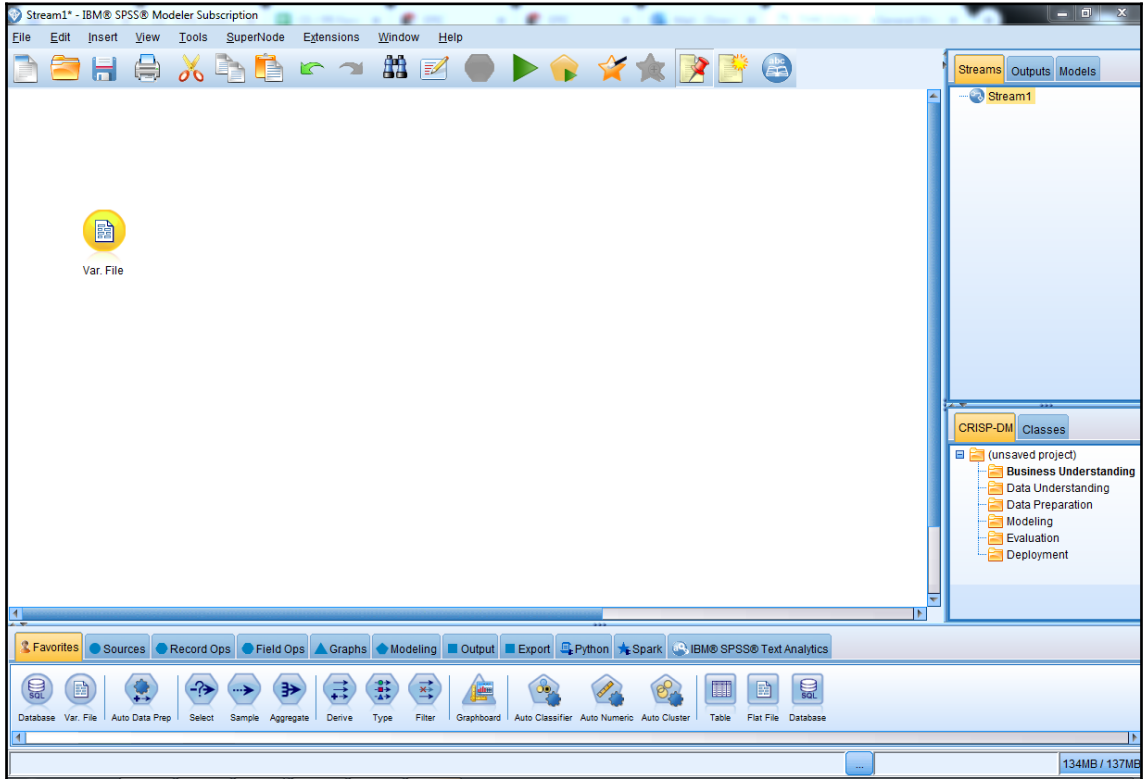 Stream1* - IBM® SPSS® Modeler Subscription
File Edit Insert View Tools SuperNode Extensions Window Help
abc
Streams Outputs Models
Stream1
Var. File
CRISP-DM Classes
(unsaved project)
Business Understanding
Data Understanding
Data Preparation
Modeling
Evaluation
Deployment
Favorites Sources Record Ops Field Ops Graphs Modeling Output Export Python Spark IBM® SPSS® Text Analytics
SQL SQL
Database Var. File Auto Data Prep Select Sample Aggregate Derive Type Filter Graphboard Auto Classifier Auto Numeric Auto Cluster Table Flat File Database
... 134MB / 137MB